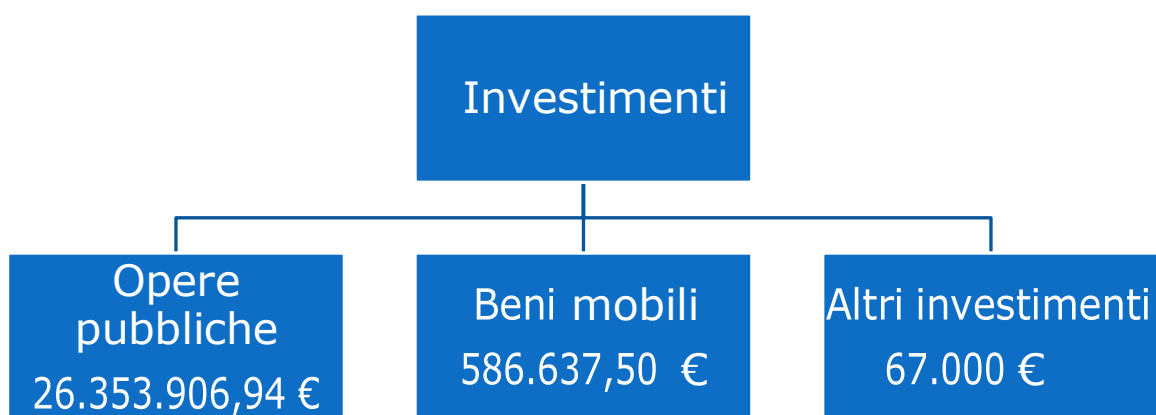 Investimenti
Opere
pubbliche
26.353.906,94 €
Beni mobili
586.637,50 €
Altri investimenti
67.000 €